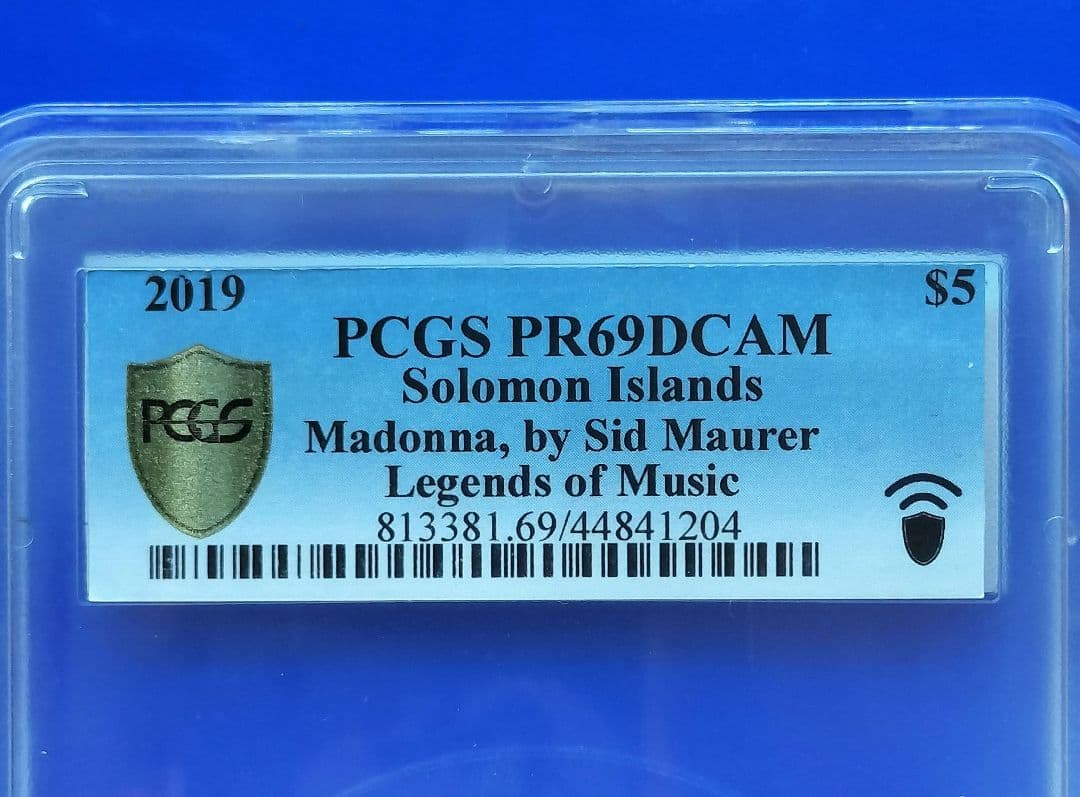 2019 $5
PCGS PR69DCAM
Solomon Islands
PCGS
Madonna, by Sid Maurer
Legends of Music
813381.69/44841204